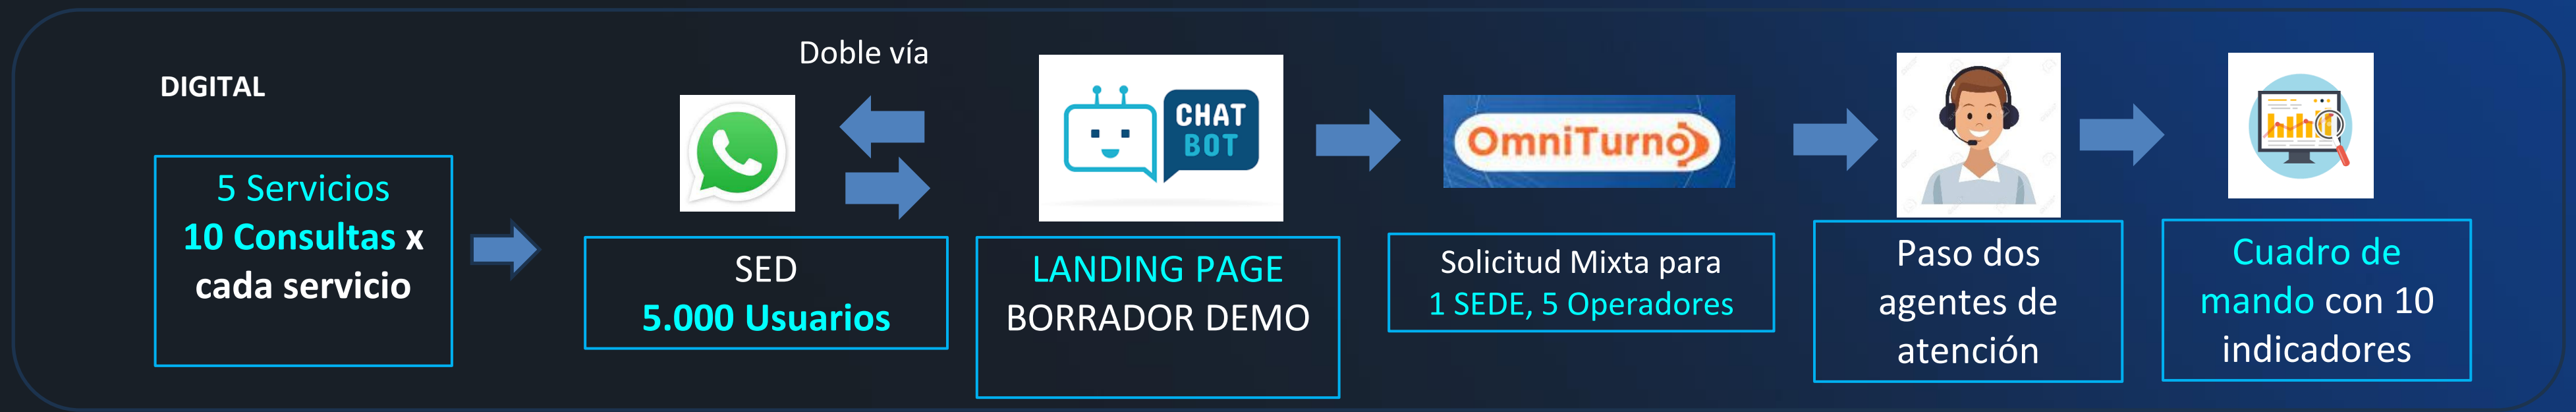 DIGITAL
5 Servicios
10 Consultas x
cada servicio
Doble vía
SED
5.000 Usuarios
CHAT
BOT
LANDING PAGE
BORRADOR DEMO
OmniTurno
Solicitud Mixta para
1 SEDE, 5 Operadores
Paso dos
agentes de
atención
Cuadro de
mando con 10
indicadores